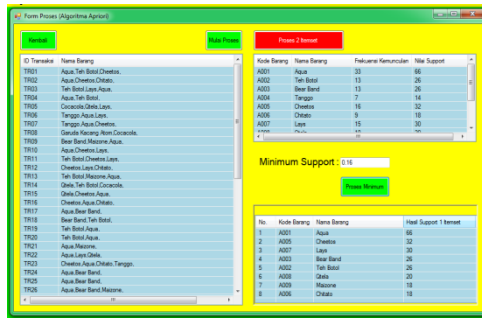 Form Proses (Algoritma Apriori)
Kembali
Mulai Proses
Proses 2 Itemset
ID Transaksi Nama Barang
TR01 Aqua,Teh Botol,Cheetos,
TR02 Aqua,Cheetos,Chitato,
TR03 Teh Botol,Lays,Aqua,
TR04 Aqua,Teh Botol,
TR05 Cocacola,Qtela,Lays,
TR06 Tanggo,Aqua,Lays,
TR07 Tanggo,Aqua,Cheetos,
TR08 Garuda Kacang Atom,Cocacola,
TR09 Bear Band,Maizone,Aqua,
TR10 Aqua,Cheetos,Lays,
TR11 Teh Botol,Cheetos,Lays,
TR12 Cheetos,Lays,Chitato,
TR13 Teh Botol,Maizone,Aqua,
TR14 Qtela,Teh Botol,Cocacola,
TR15 Qtela,Cheetos,Aqua,
TR16 Cheetos,Aqua,Chitato,
TR17 Aqua,Bear Band,
TR18 Bear Band,Teh Botol,
TR19 Teh Botol,Aqua,
TR20 Teh Botol,Aqua,
TR21 Aqua,Maizone,
TR22 Aqua,Lays,Qtela,
TR23 Cheetos,Aqua,Chitato,Tanggo,
TR24 Aqua,Bear Band,
TR25 Aqua,Bear Band,
TR26 Aqua,Bear Band,Maizone,
Kode Barang Nama Barang Frekuensi Kemunculan Nilai Support
A001 Aqua 33 66
A002 Teh Botol 13 26
A003 Bear Band 13 26
A004 Tanggo 7 14
A005 Cheetos 16 32
A006 Chitato 9 18
A007 Lays 15 30
A008 Qtela 10 20
Minimum Support : 0.16
Proses Minimum
No. Kode Barang Nama Barang Hasil Support 1 Itemset
1 A001 Aqua 66
2 A005 Cheetos 32
3 A007 Lays 30
4 A003 Bear Band 26
5 A002 Teh Botol 26
6 A008 Qtela 20
7 A009 Maizone 18
8 A006 Chitato 18